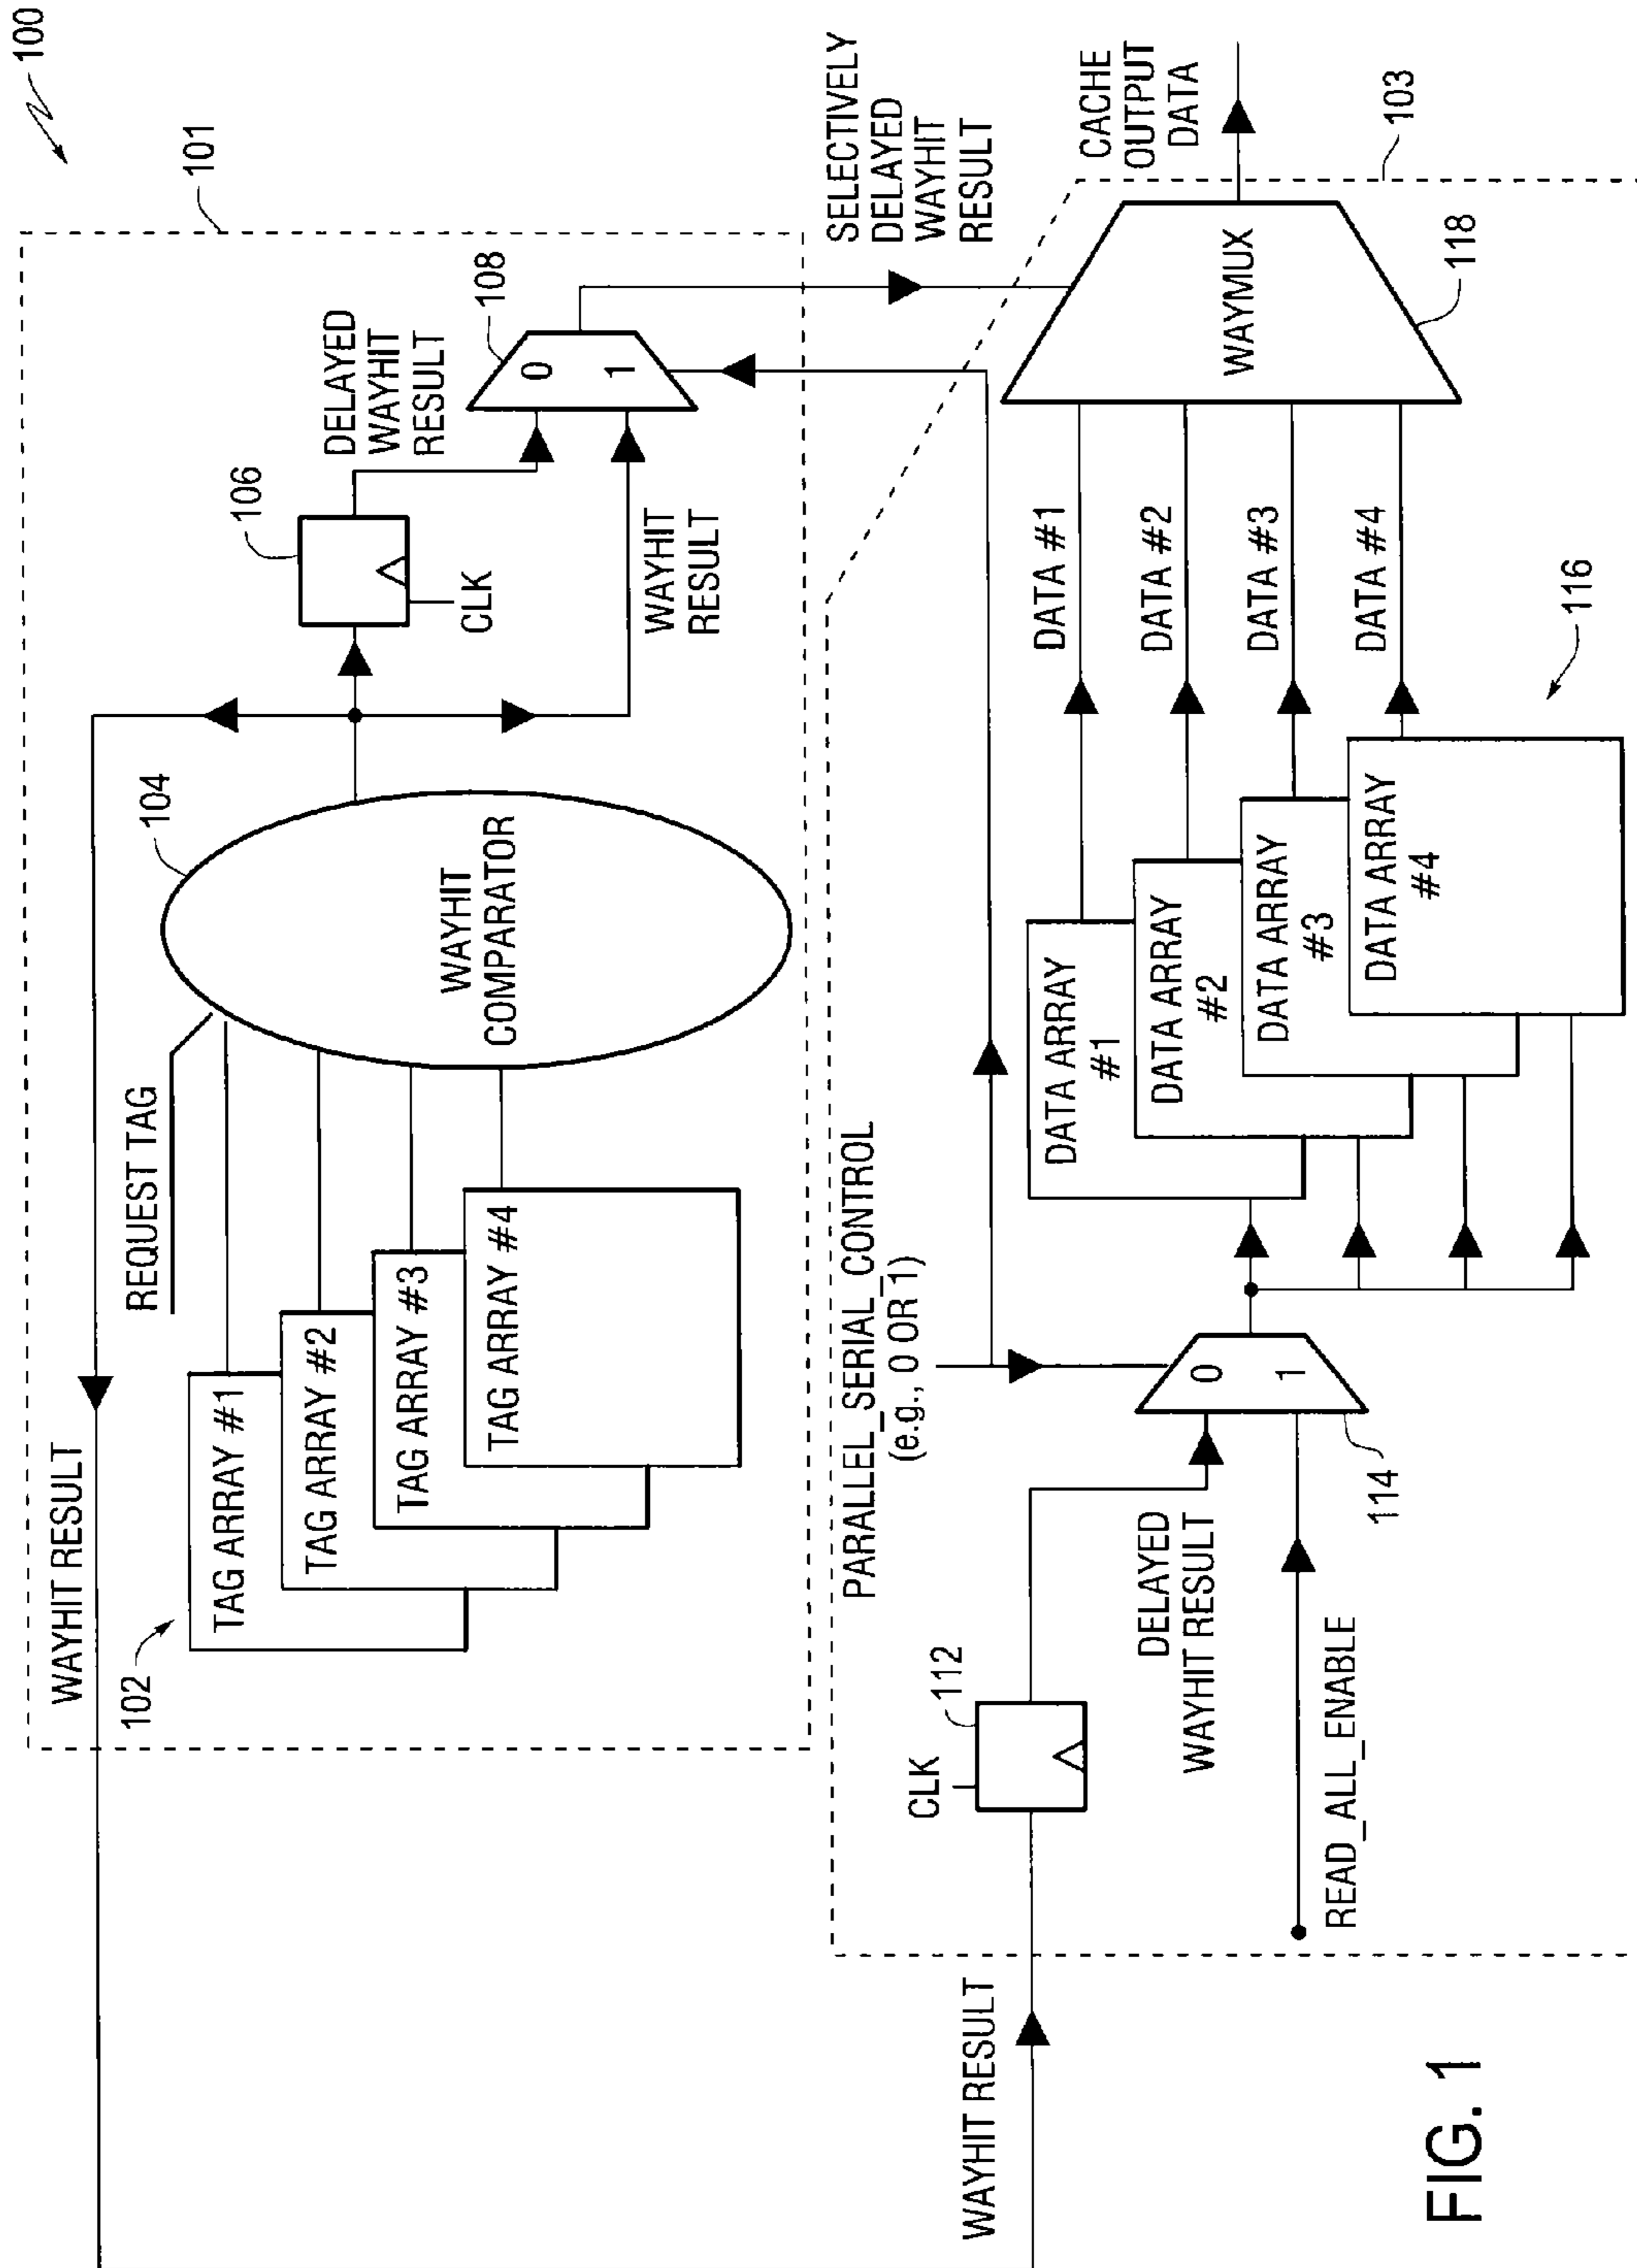 100
101
WAYHIT RESULT
REQUEST TAG
102
TAG ARRAY #1
TAG ARRAY #2
TAG ARRAY #3
TAG ARRAY #4
104
WAYHIT
COMPARATOR
106
CLK
DELAYED
WAYHIT
RESULT
WAYHIT
RESULT
108
0
1
SELECTIVELY
DELAYED
WAYHIT
RESULT
PARALLEL_SERIAL_CONTROL
(e.g., 0 OR 1)
WAYHIT RESULT
CLK
112
DELAYED
WAYHIT RESULT
READ_ALL_ENABLE
0
1
114
DATA ARRAY
#1
DATA ARRAY
#2
DATA ARRAY
#3
DATA ARRAY
#4
116
DATA #1
DATA #2
DATA #3
DATA #4
WAYMUX
118
CACHE
OUTPUT
DATA
103
FIG. 1